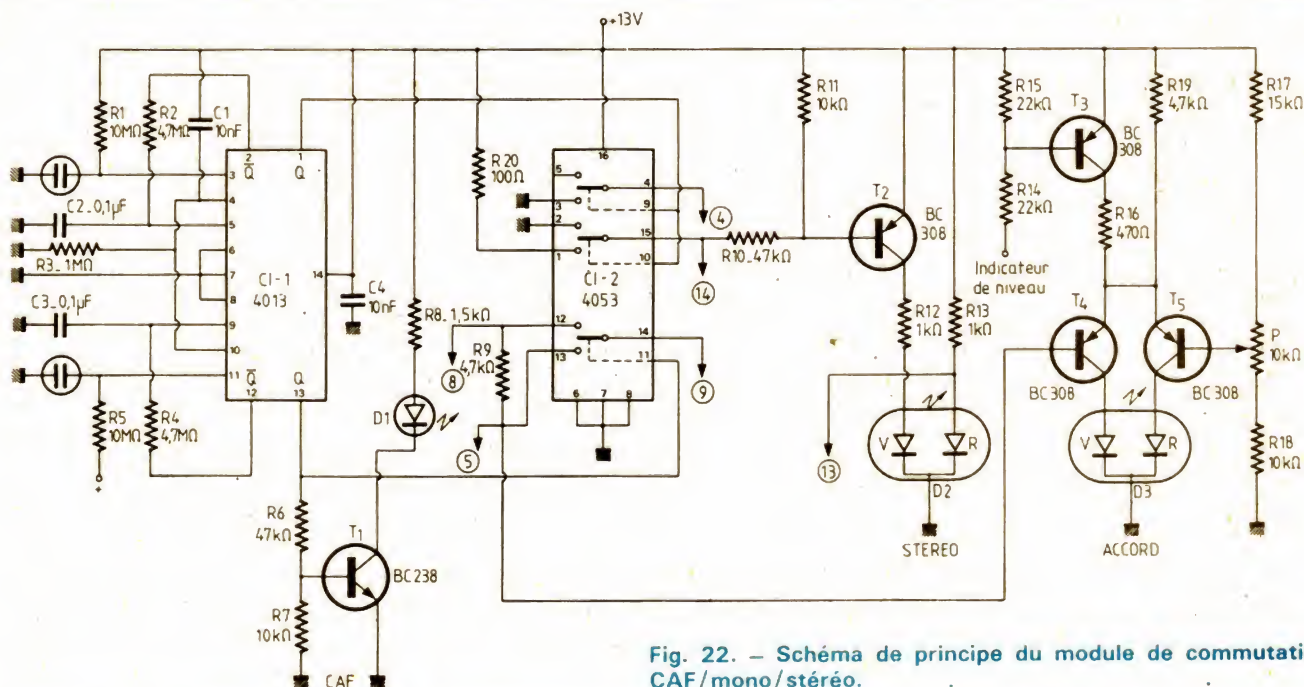 +13V
R1
10MΩ
R2
4,7MΩ
C1
10nF
2
Q̅
1
Q
3
4
5
6
7
8
9
10
11
14
Q̅
12
Q
13
CI-1
4013
C2_0,1µF
R3_1MΩ
C3_0,1µF
R5
10MΩ
+
R4
4,7MΩ
C4
10nF
R6
47kΩ
R7
10kΩ
T1
BC238
CAF
R20
100Ω
R8_1,5kΩ
D1
R9
4,7kΩ
8
5
16
5
3
2
1
12
13
4
9
15
10
14
11
6
7
8
CI-2
4053
4
14
9
R10_47kΩ
R11
10kΩ
T2
BC
308
R12
1kΩ
R13
1kΩ
13
V
R
D2
STEREO
R15
22kΩ
R14
22kΩ
Indicateur
de niveau
T3
BC
308
R16
470Ω
R19
4,7kΩ
R17
15kΩ
T4
BC308
T5
BC308
P
10kΩ
R18
10kΩ
V
R
D3
ACCORD
Fig. 22. – Schéma de principe du module de commutati
CAF/mono/stéréo.